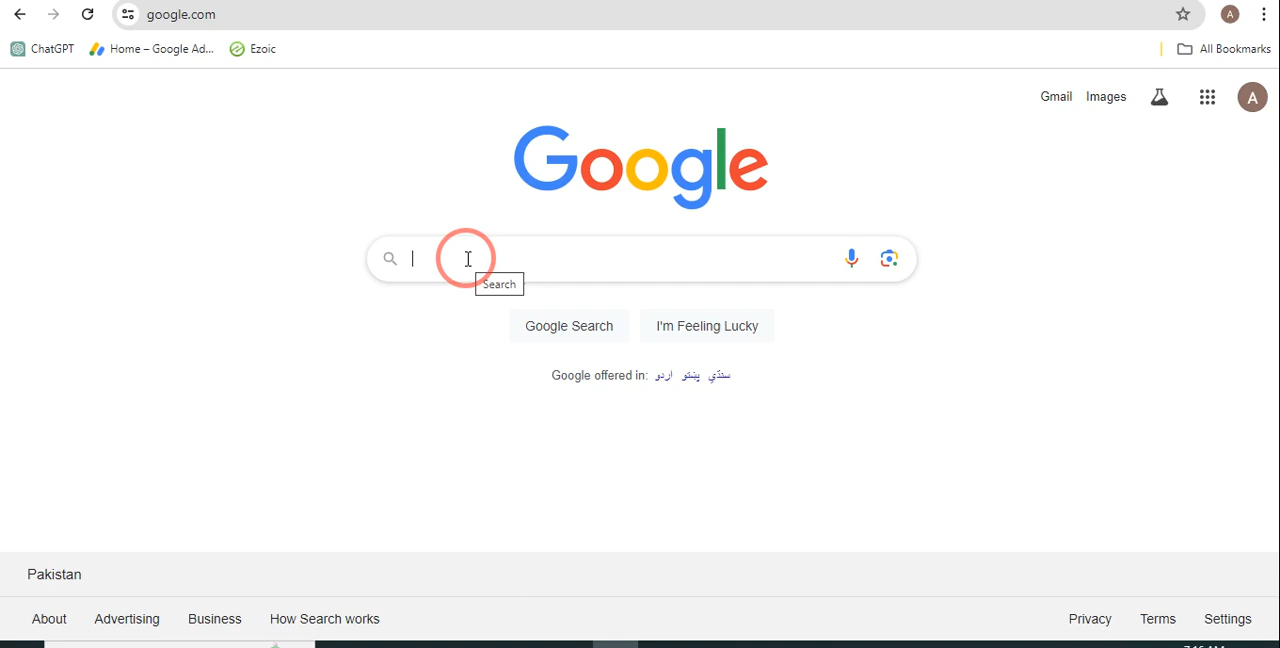 google.com
ChatGPT Home – Google Ad... Ezoic All Bookmarks
Gmail Images A
Google
Search
Google Search I'm Feeling Lucky
Google offered in: اردو پښتو سنڌي
Pakistan
About Advertising Business How Search works Privacy Terms Settings